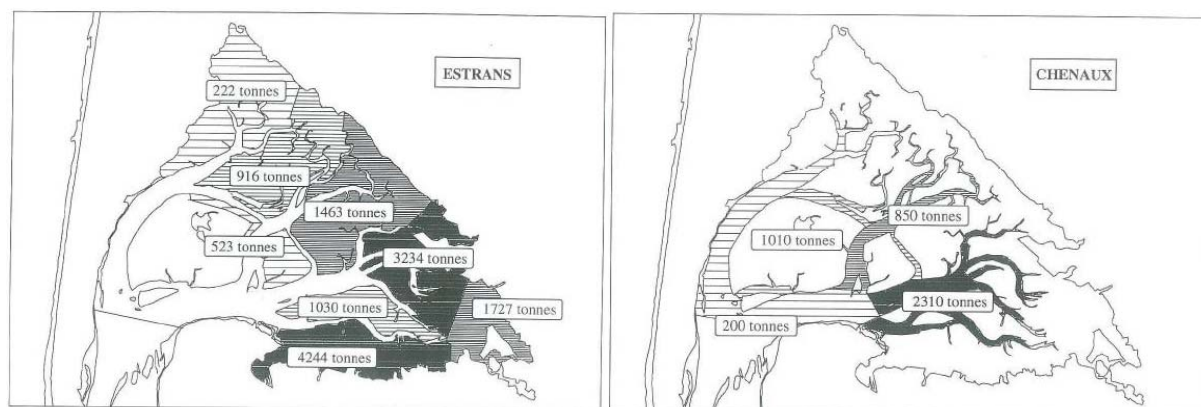 ESTRANS
222 tonnes
916 tonnes
1463 tonnes
523 tonnes
3234 tonnes
1030 tonnes
1727 tonnes
4244 tonnes
CHENAUX
850 tonnes
1010 tonnes
2310 tonnes
200 tonnes